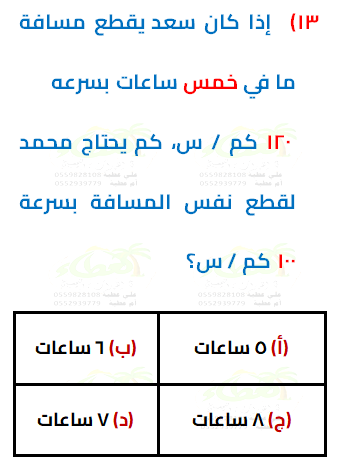 ١٣) إذا كان سعد يقطع مسافة
ما في خمس ساعات بسرعه
١٢٠ كم / س، كم يحتاج محمد
لقطع نفس المسافة بسرعة
١٠٠ كم / س؟
(أ) ٥ ساعات
(ب) ٦ ساعات
(ج) ٨ ساعات
(د) ٧ ساعات